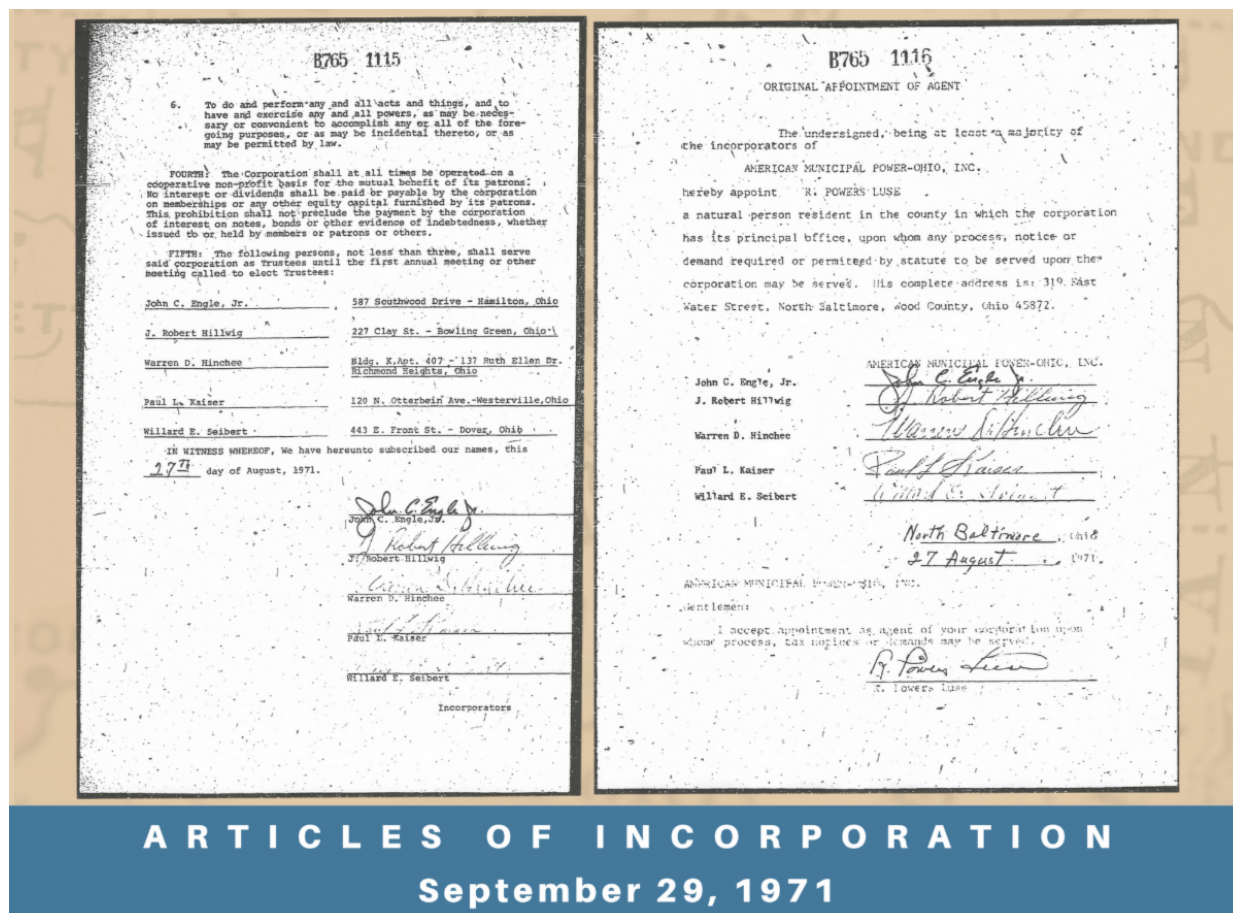 B765 1115
6. To do and perform any and all acts and things, and to
have and exercise any and all powers, as may be neces-
sary or convenient to accomplish any or all of the fore-
going purposes, or as may be incidental thereto, or as
may be permitted by law.
FOURTH: The Corporation shall at all times be operated on a
cooperative non-profit basis for the mutual benefit of its patrons.
No interest or dividends shall be paid or payable by the corporation
on memberships or any other equity capital furnished by its patrons.
This prohibition shall not preclude the payment by the corporation
of interest on notes, bonds or other evidence of indebtedness, whether
issued to or held by members or patrons or others.
FIFTH: The following persons, not less than three, shall serve
said corporation as Trustees until the first annual meeting or other
meeting called to elect Trustees:
John C. Engle, Jr. 587 Southwood Drive - Hamilton, Ohio
J. Robert Hillwig 227 Clay St. - Bowling Green, Ohio
Warren D. Hinchee Bldg. K, Apt. 407 - 137 Ruth Ellen Dr.
Richmond Heights, Ohio
Paul L. Kaiser 120 N. Otterbein Ave.-Westerville, Ohio
Willard E. Seibert 443 E. Front St. - Dover, Ohio
IN WITNESS WHEREOF, We have hereunto subscribed our names, this
27TH day of August, 1971.
John C. Engle Jr.
John C. Engle, Jr.
J. Robert Hillwig
J. Robert Hillwig
Warren D. Hinchee
Warren D. Hinchee
Paul L. Kaiser
Paul L. Kaiser
Willard E. Seibert
Incorporators
B765 1116
ORIGINAL APPOINTMENT OF AGENT
The undersigned, being at least a majority of
the incorporators of
AMERICAN MUNICIPAL POWER-OHIO, INC.
hereby appoint R. POWERS LUSE .
a natural person resident in the county in which the corporation
has its principal office, upon whom any process, notice or
demand required or permitted by statute to be served upon the
corporation may be served. His complete address is: 319 East
Water Street, North Baltimore, Wood County, Ohio 45872.
AMERICAN MUNICIPAL POWER-OHIO, INC.
John C. Engle, Jr. John C. Engle Jr.
J. Robert Hillwig J. Robert Hillwig
Warren D. Hinchee Warren D. Hinchee
Paul L. Kaiser Paul L Kaiser
Willard E. Seibert Willard E. Seibert
North Baltimore, Ohio
27 August , 1971.
AMERICAN MUNICIPAL POWER-OHIO, INC.
Gentlemen:
I accept appointment as agent of your corporation upon
whose process, tax notices or demands may be served.
R. Powers Luse
R. Powers Luse
ARTICLES OF INCORPORATION
September 29, 1971